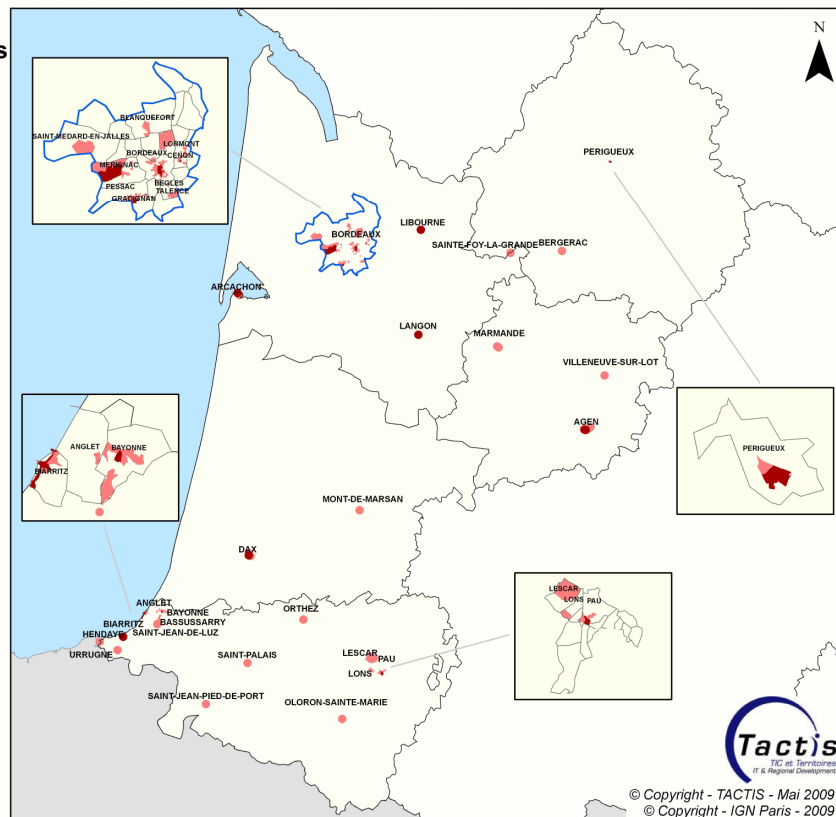 s
N
BLANQUEFORT
SAINT-MEDARD-EN-JALLES
LORMONT
BORDEAUX
CENON
MERIGNAC
PESSAC
BEGLES
TALENCE
GRADIGNAN
PERIGUEUX
LIBOURNE
BORDEAUX
SAINTE-FOY-LA-GRANDE
BERGERAC
ARCACHON
LANGON
MARMANDE
VILLENEUVE-SUR-LOT
AGEN
ANGLET
BAYONNE
BIARRITZ
PERIGUEUX
MONT-DE-MARSAN
DAX
LESCAR
LONS
PAU
ANGLET
BAYONNE
BASSUSSARRY
BIARRITZ
SAINT-JEAN-DE-LUZ
HENDAYE
URRUGNE
ORTHEZ
SAINT-PALAIS
LESCAR
PAU
LONS
SAINT-JEAN-PIED-DE-PORT
OLORON-SAINTE-MARIE
Tactis
TIC et Territoires
IT & Regional Development
© Copyright - TACTIS - Mai 2009
© Copyright - IGN Paris - 2009